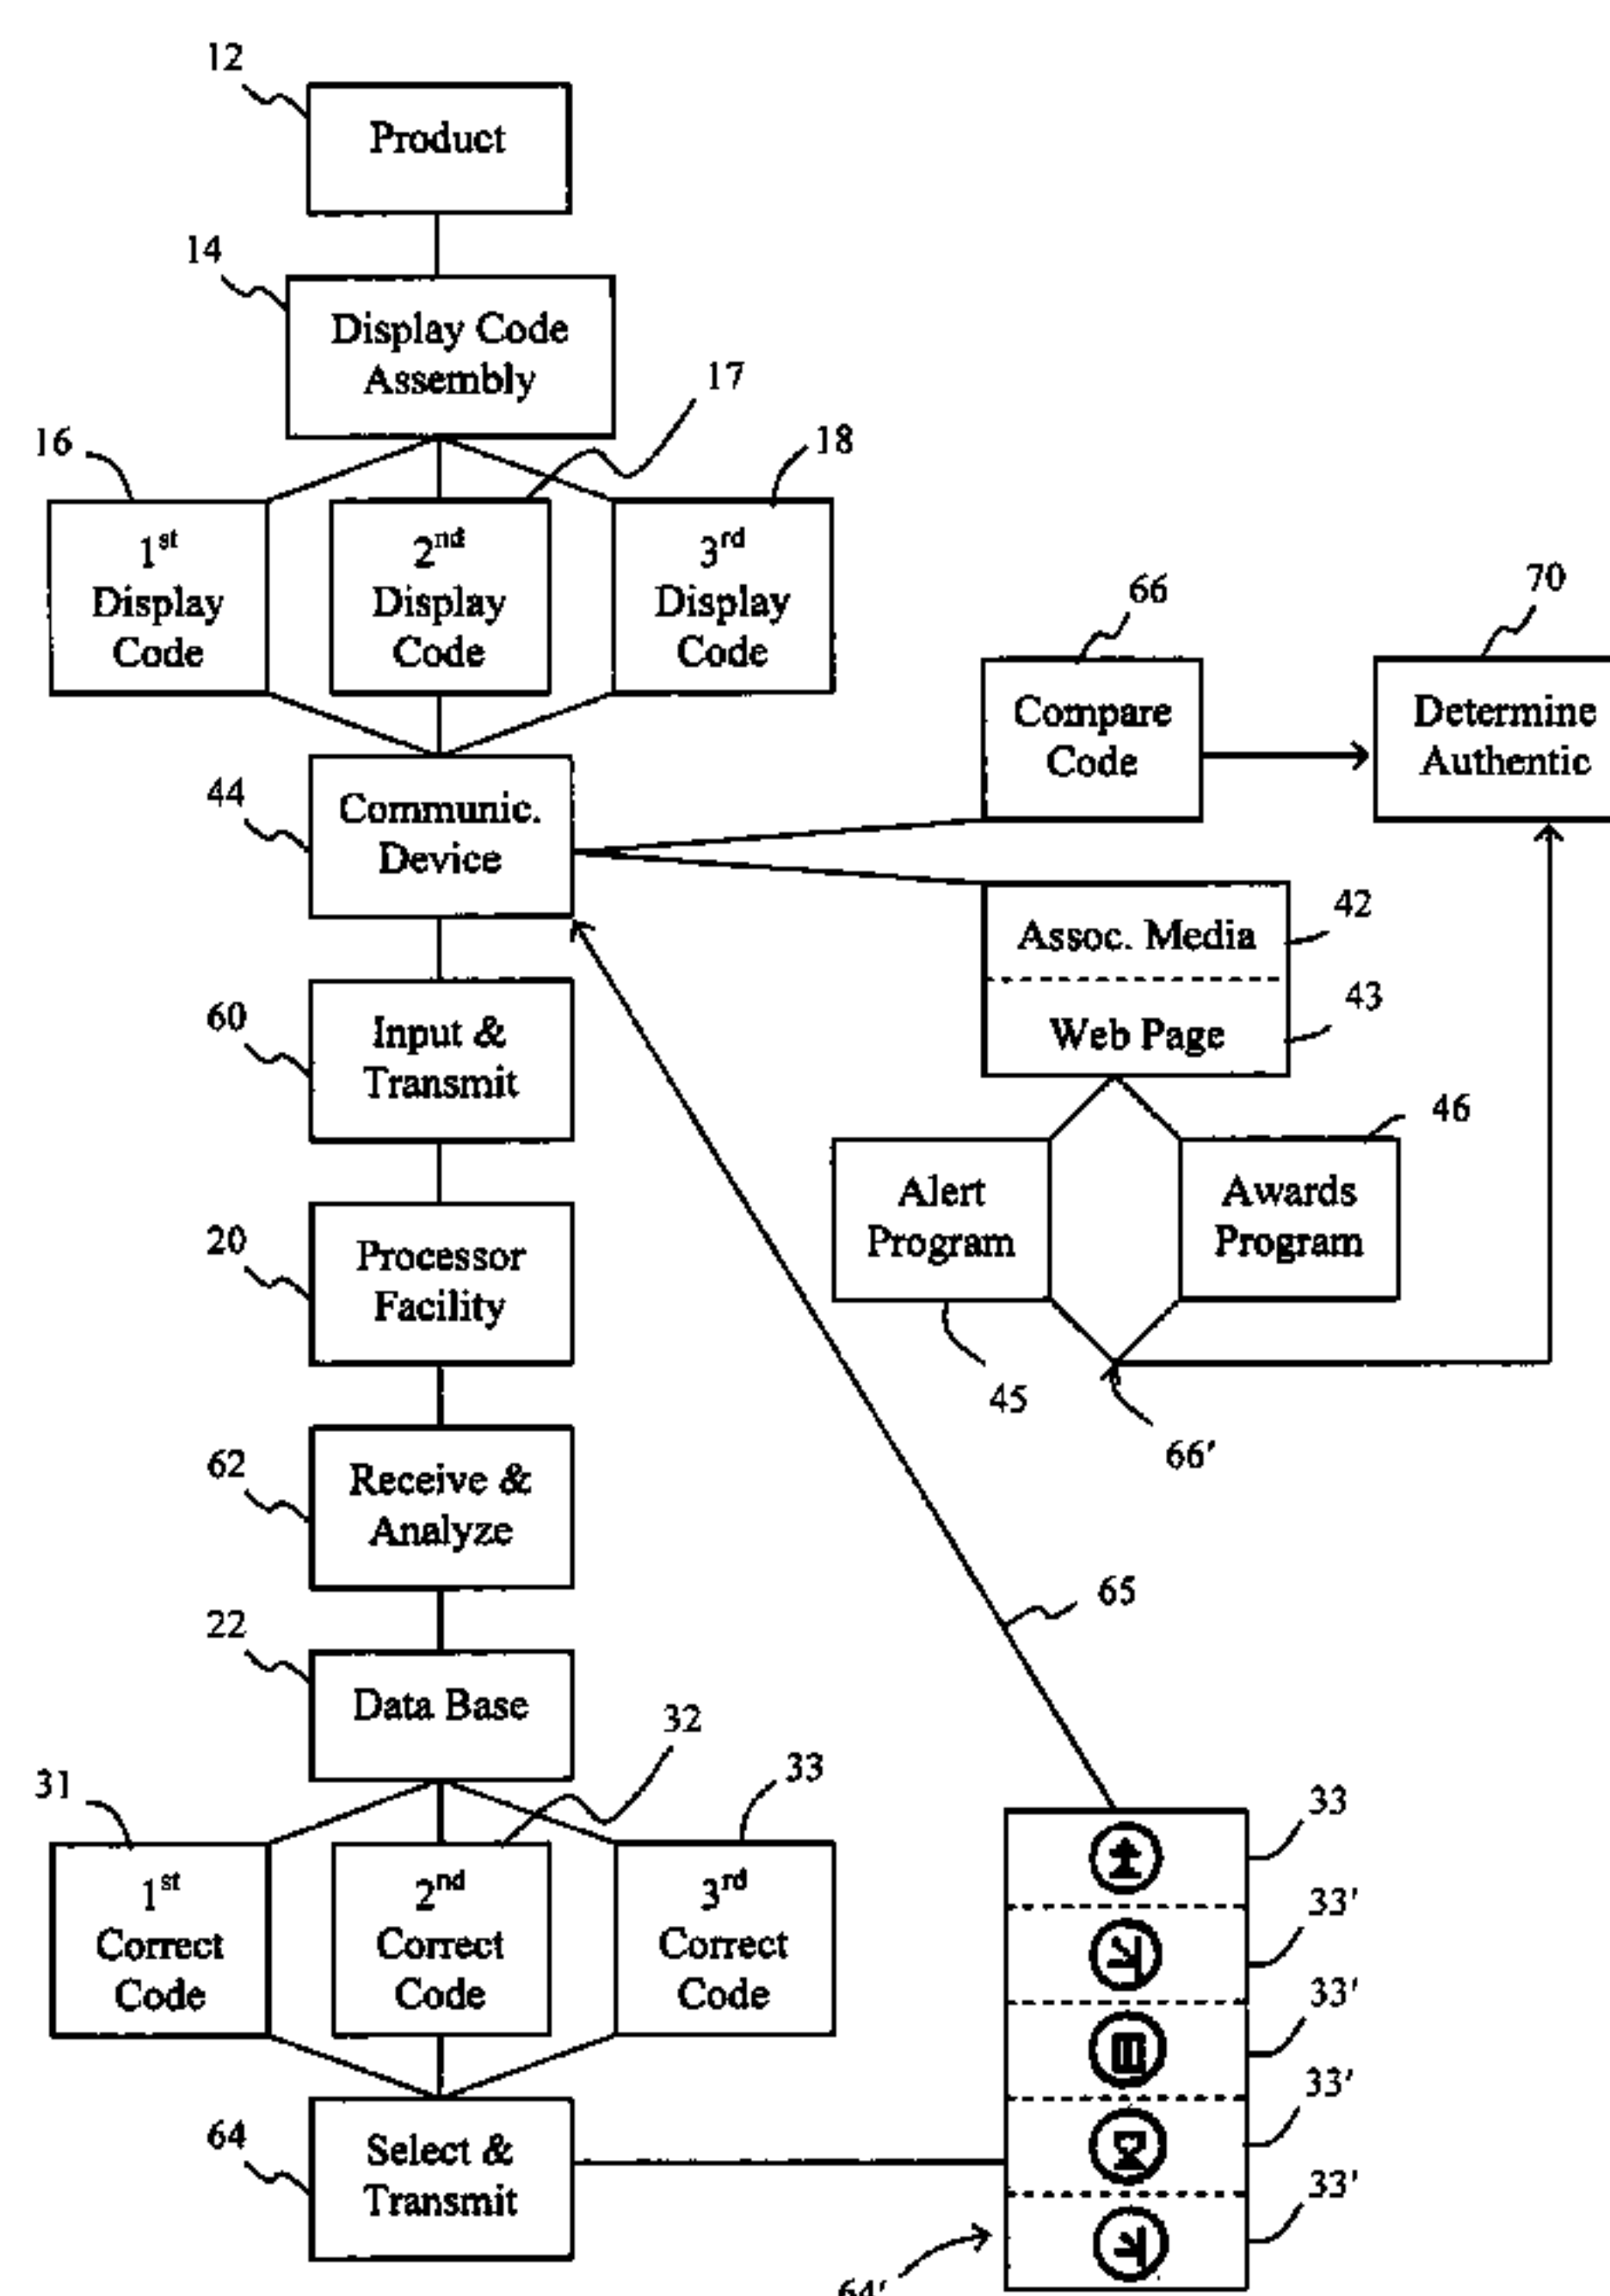 12
Product
14
Display Code
Assembly
17
16
18
1st
Display
Code
2nd
Display
Code
3rd
Display
Code
66
70
Compare
Code
Determine
Authentic
44
Communic.
Device
42
Assoc. Media
43
Web Page
60
Input &
Transmit
46
Alert
Program
Awards
Program
20
Processor
Facility
45
66'
62
Receive &
Analyze
65
22
Data Base
32
31
33
1st
Correct
Code
2nd
Correct
Code
3rd
Correct
Code
33
33'
33'
33'
33'
64
Select &
Transmit
64'